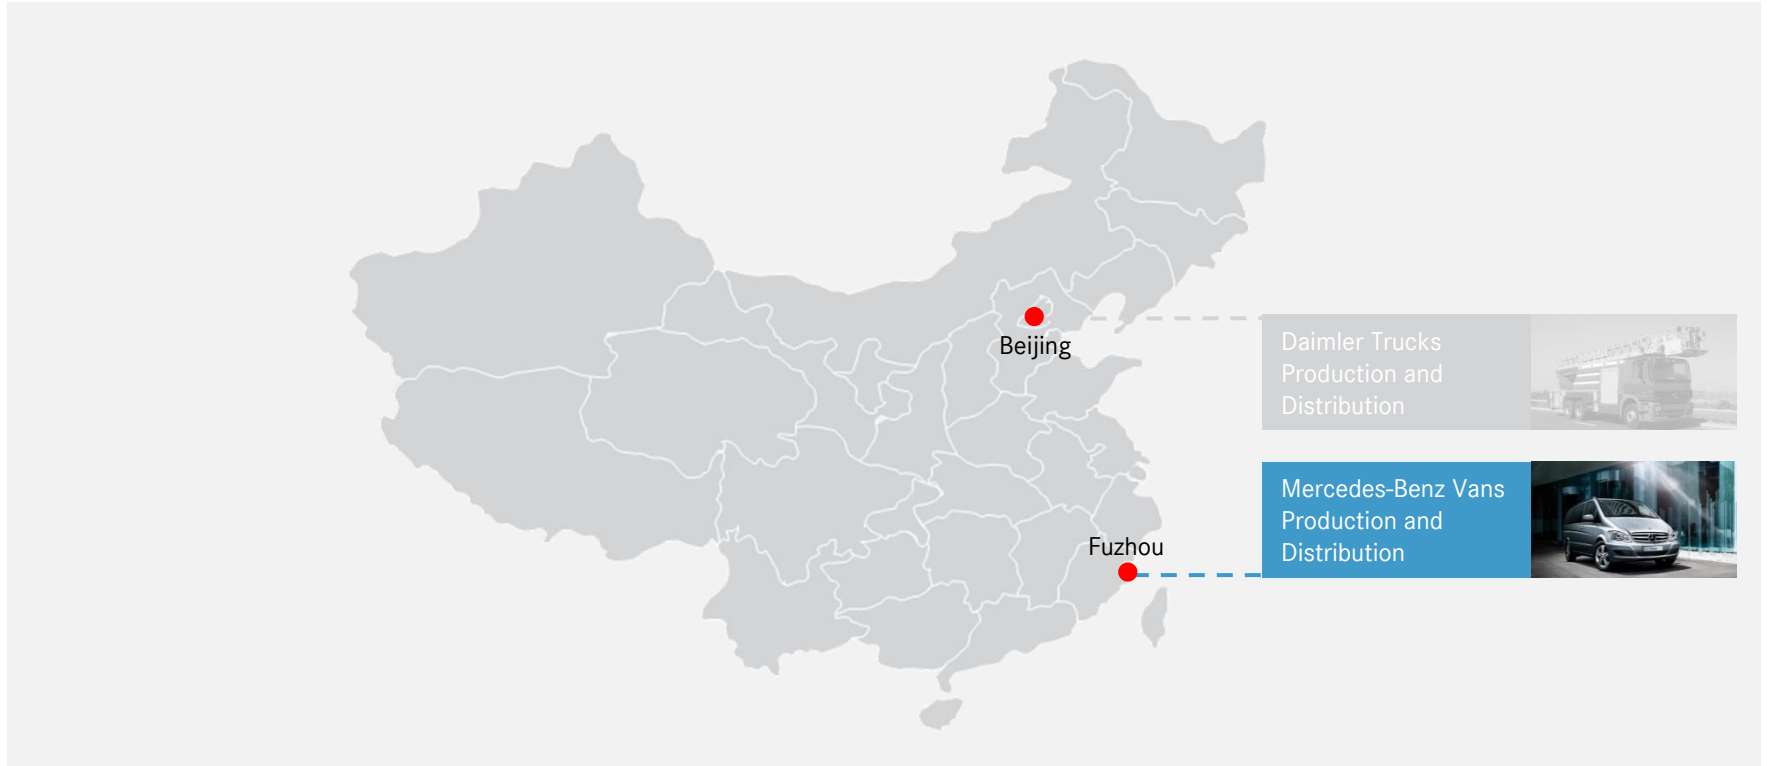 Beijing
Daimler Trucks
Production and
Distribution
Mercedes-Benz Vans
Production and
Distribution
Fuzhou